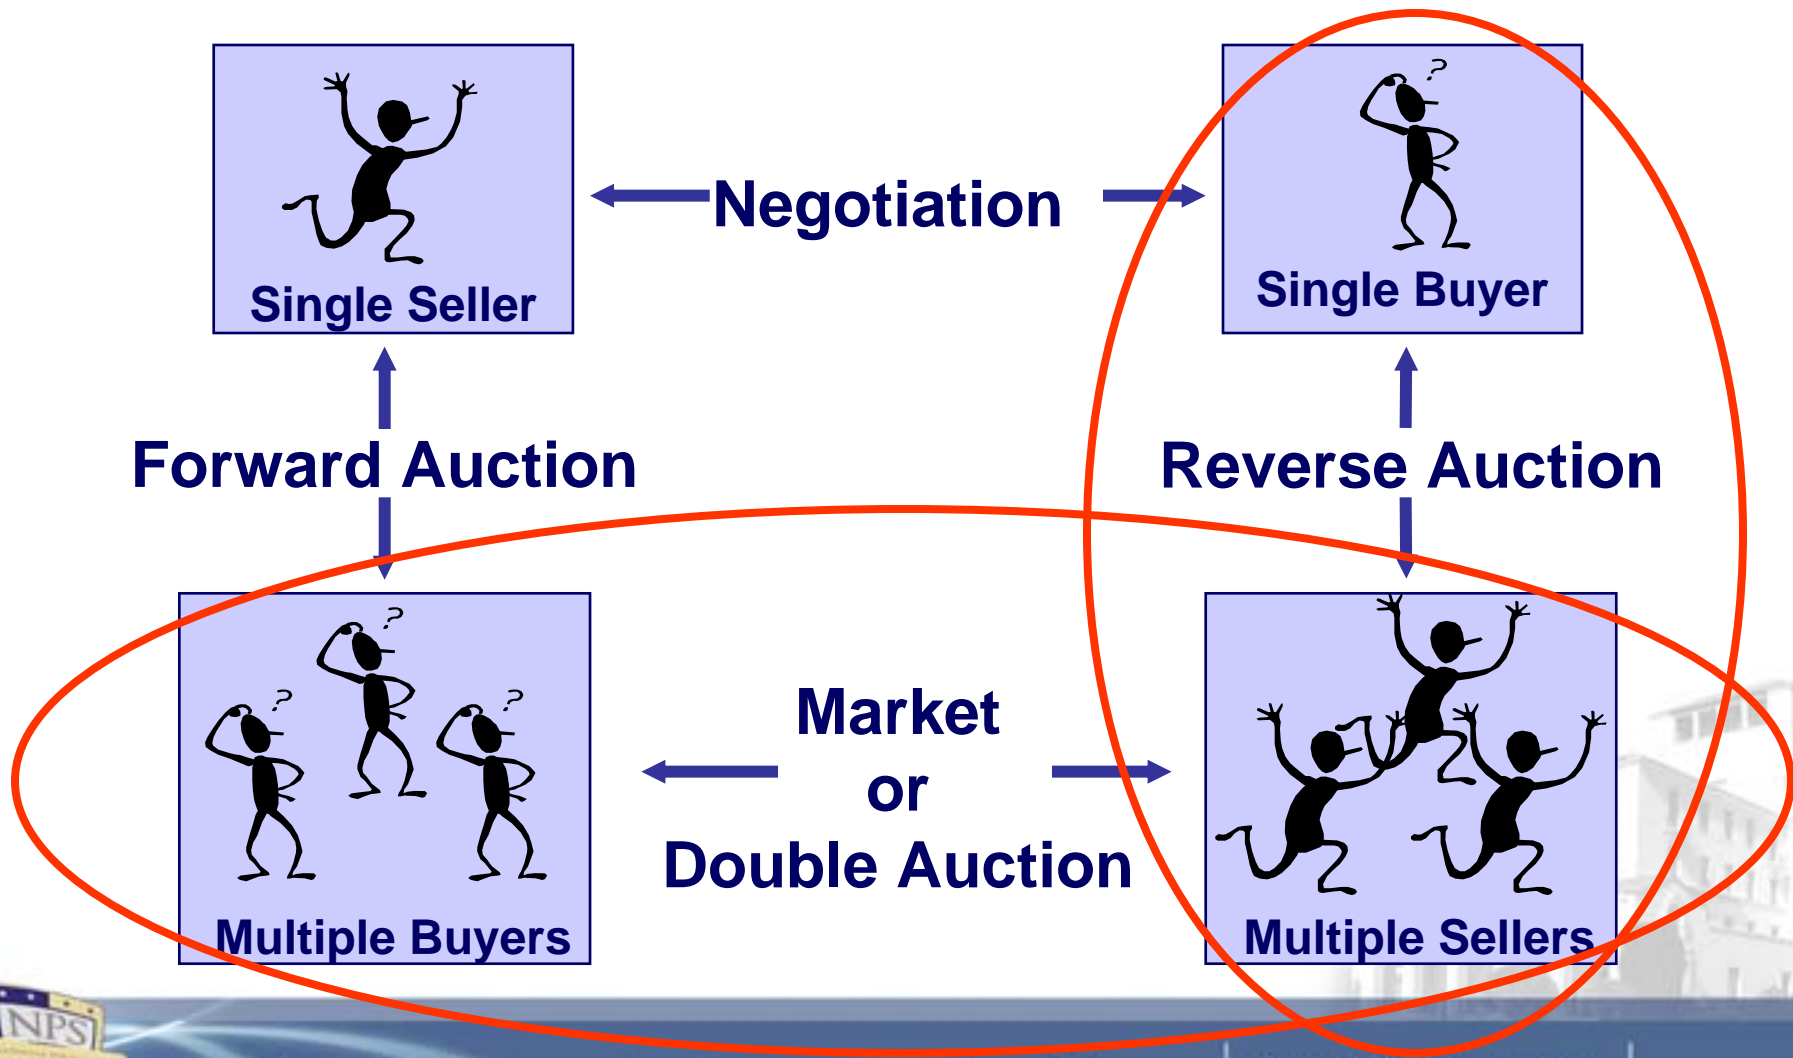 Single Seller
Negotiation
?
Single Buyer
Forward Auction
Reverse Auction
?
?
?
Market
or
Double Auction
Multiple Buyers
Multiple Sellers
NPS